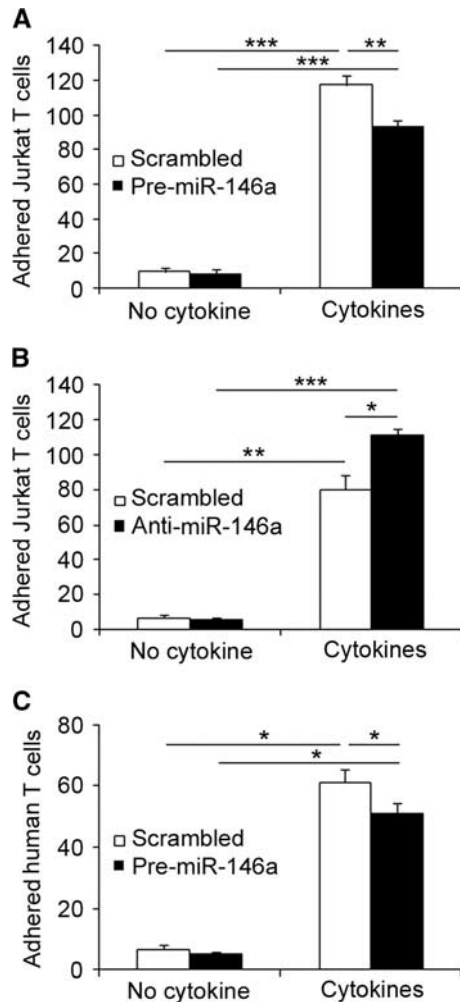 A
Adhered Jurkat T cells
140
120
100
80
60
40
20
0
*** **
***
Scrambled
Pre-miR-146a
No cytokine Cytokines
B
Adhered Jurkat T cells
140
120
100
80
60
40
20
0
***
*
**
Scrambled
Anti-miR-146a
No cytokine Cytokines
C
Adhered human T cells
80
60
40
20
0
* *
*
Scrambled
Pre-miR-146a
No cytokine Cytokines